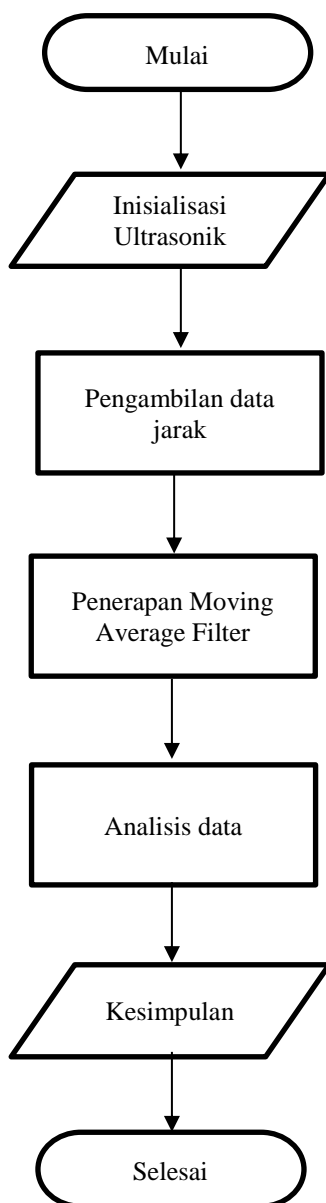 Mulai
Inisialisasi
Ultrasonik
Pengambilan data
jarak
Penerapan Moving
Average Filter
Analisis data
Kesimpulan
Selesai